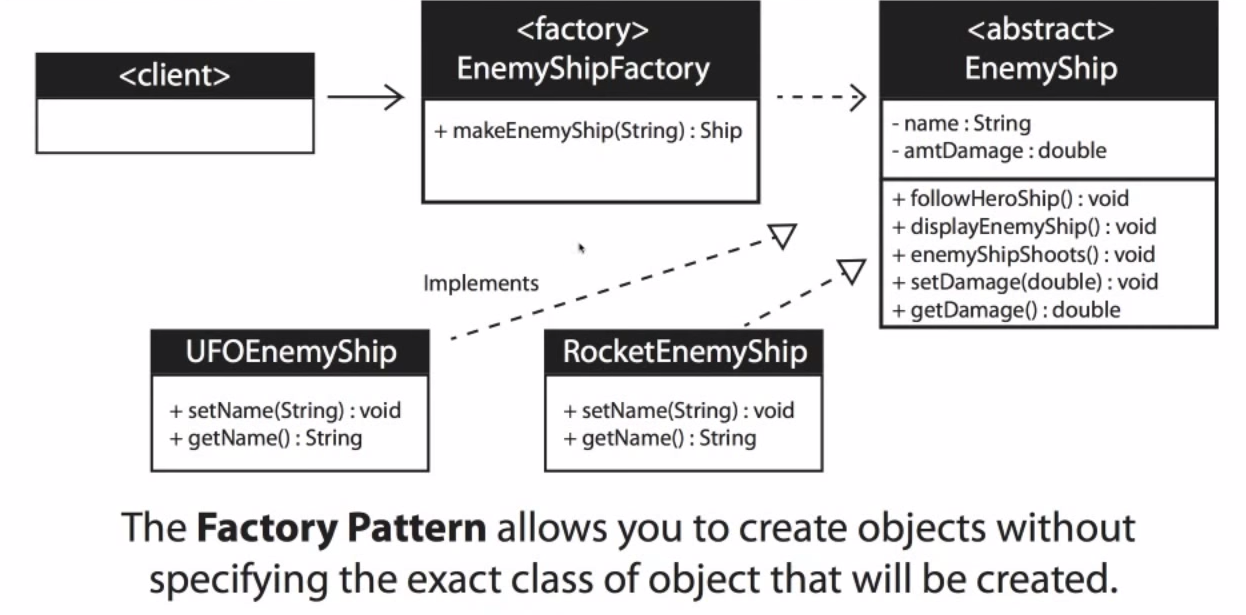 <client>
<factory>
EnemyShipFactory
+ makeEnemyShip(String) : Ship
<abstract>
EnemyShip
- name : String
- amtDamage : double
+ followHeroShip() : void
+ displayEnemyShip() : void
+ enemyShipShoots() : void
+ setDamage(double) : void
+ getDamage() : double
Implements
UFOEnemyShip
+ setName(String) : void
+ getName() : String
RocketEnemyShip
+ setName(String) : void
+ getName() : String
The Factory Pattern allows you to create objects without
specifying the exact class of object that will be created.